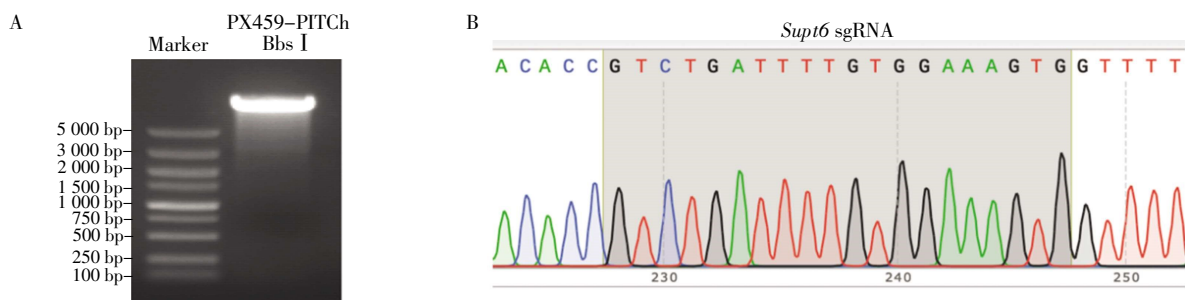 A
PX459-PITCh
Marker
Bbs Ⅰ
5 000 bp
3 000 bp
2 000 bp
1 500 bp
1 000 bp
750 bp
500 bp
250 bp
100 bp
B
Supt6 sgRNA
A C A C C G T C T G A T T T T G T G G A A A G T G G T T T T
230
240
250